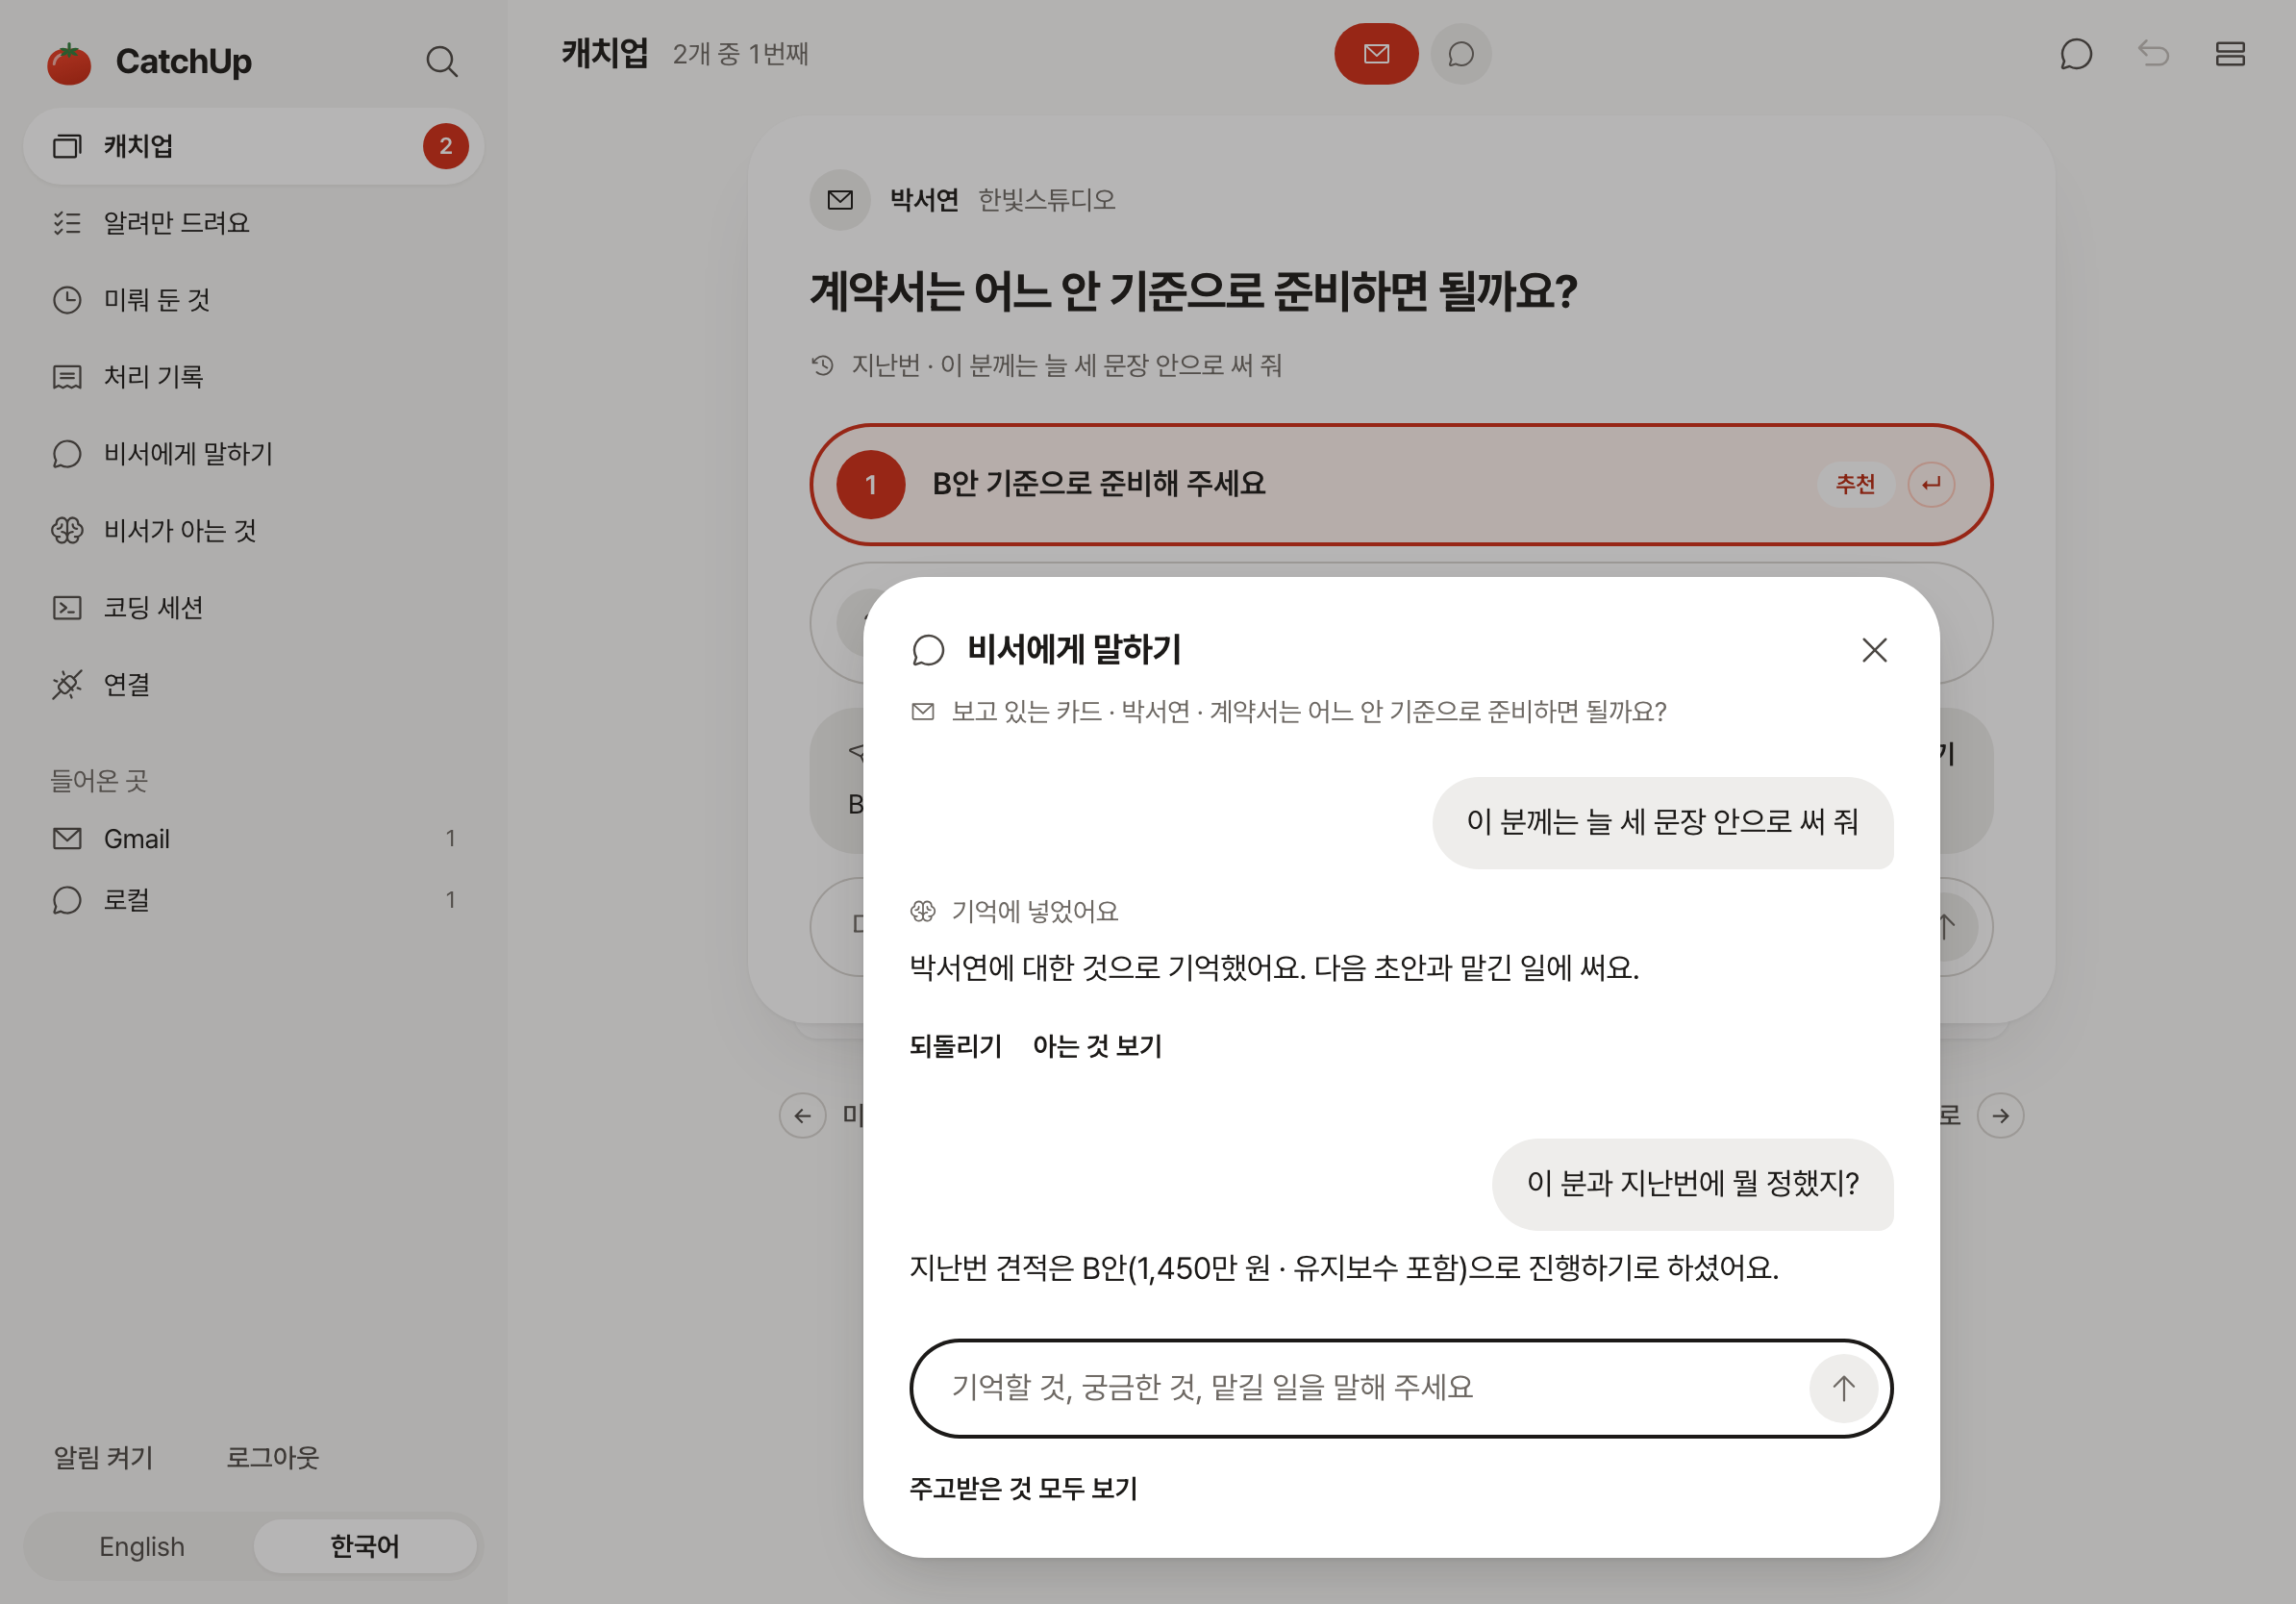 CatchUp
캐치업 2
알려만 드려요
미뤄 둔 것
처리 기록
비서에게 말하기
비서가 아는 것
코딩 세션
연결
들어온 곳
Gmail 1
로컬 1
알림 켜기 로그아웃
English 한국어
캐치업 2개 중 1번째
박서연 한빛스튜디오
계약서는 어느 안 기준으로 준비하면 될까요?
지난번 · 이 분께는 늘 세 문장 안으로 써 줘
1 B안 기준으로 준비해 주세요 추천
비서에게 말하기
보고 있는 카드 · 박서연 · 계약서는 어느 안 기준으로 준비하면 될까요?
이 분께는 늘 세 문장 안으로 써 줘
기억에 넣었어요
박서연에 대한 것으로 기억했어요. 다음 초안과 맡긴 일에 써요.
되돌리기 아는 것 보기
이 분과 지난번에 뭘 정했지?
지난번 견적은 B안(1,450만 원 · 유지보수 포함)으로 진행하기로 하셨어요.
기억할 것, 궁금한 것, 맡길 일을 말해 주세요
주고받은 것 모두 보기